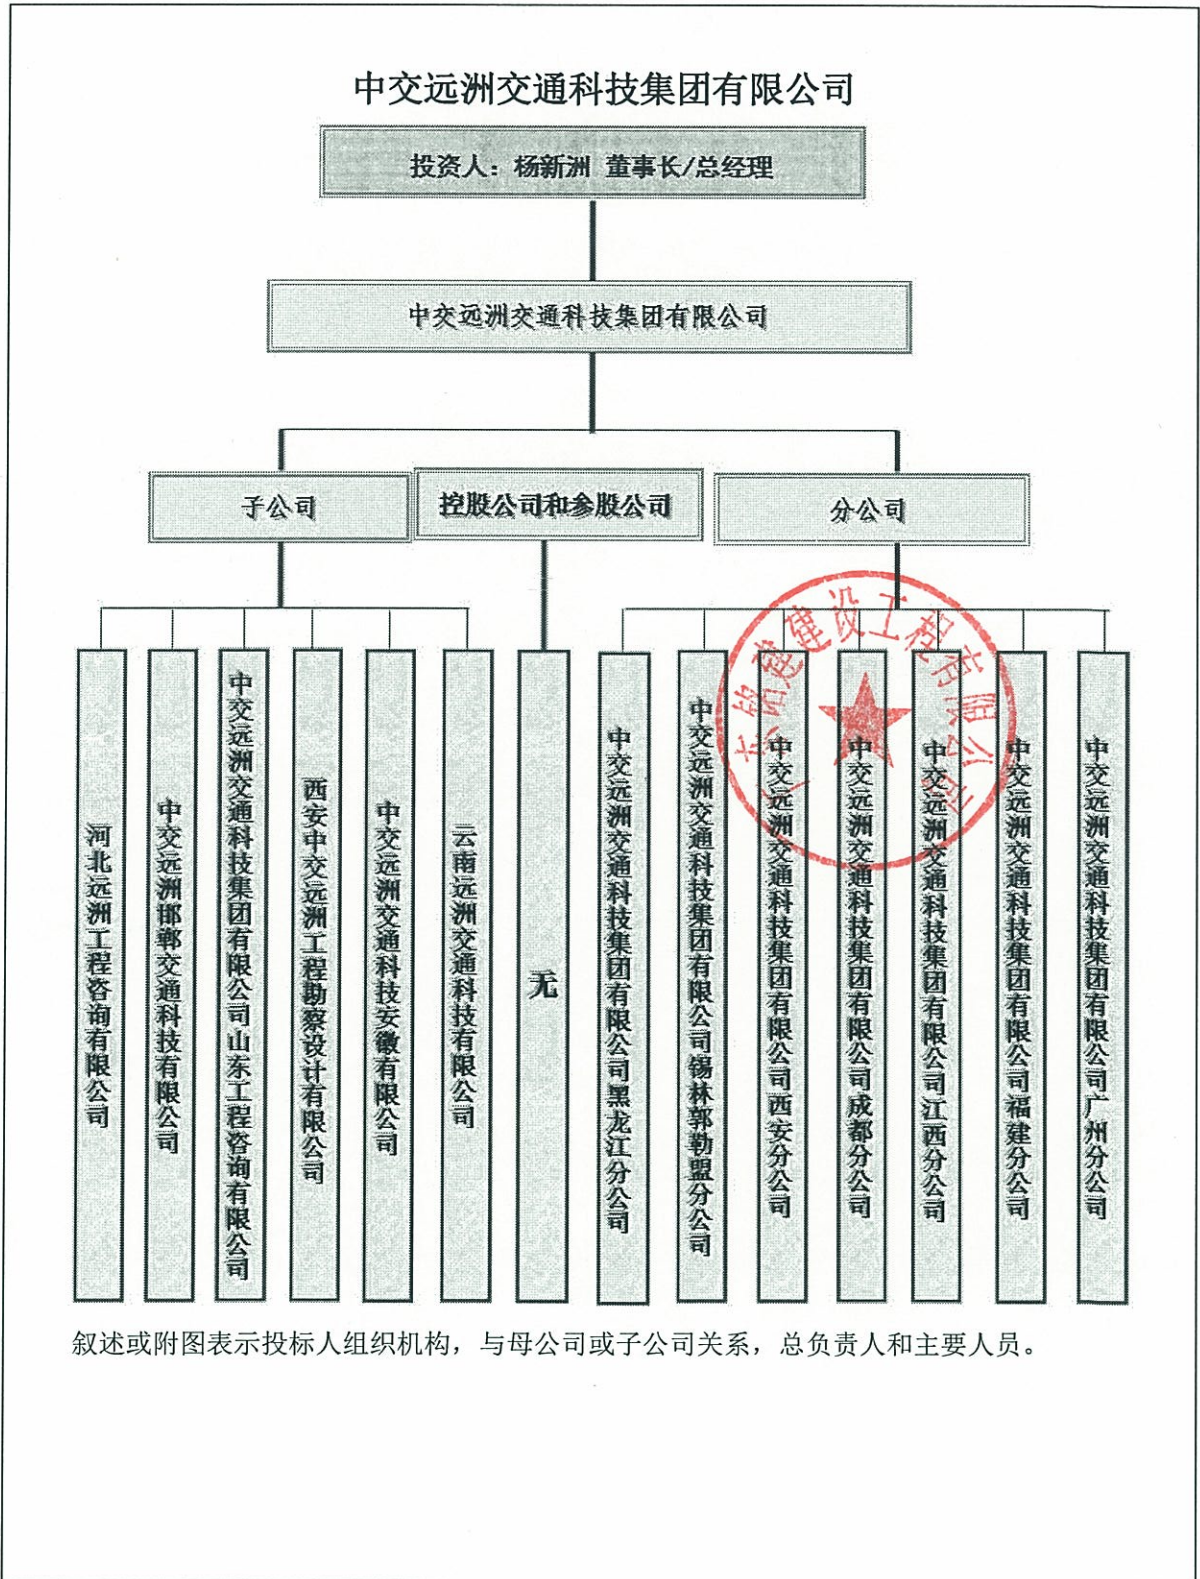 中交远洲交通科技集团有限公司
投资人：杨新洲 董事长/总经理
中交远洲交通科技集团有限公司
子公司
控股公司和参股公司
分公司
河北远洲工程咨询有限公司
中交远洲邯郸交通科技有限公司
中交远洲交通科技集团有限公司山东工程咨询有限公司
西安中交远洲工程勘察设计有限公司
中交远洲交通科技安徽有限公司
云南远洲交通科技有限公司
无
中交远洲交通科技集团有限公司黑龙江分公司
中交远洲交通科技集团有限公司锡林郭勒盟分公司
中交远洲交通科技集团有限公司西安分公司
中交远洲交通科技集团有限公司成都分公司
中交远洲交通科技集团有限公司江西分公司
中交远洲交通科技集团有限公司福建分公司
中交远洲交通科技集团有限公司广州分公司
铭建建设工程有限公司
叙述或附图表示投标人组织机构，与母公司或子公司关系，总负责人和主要人员。